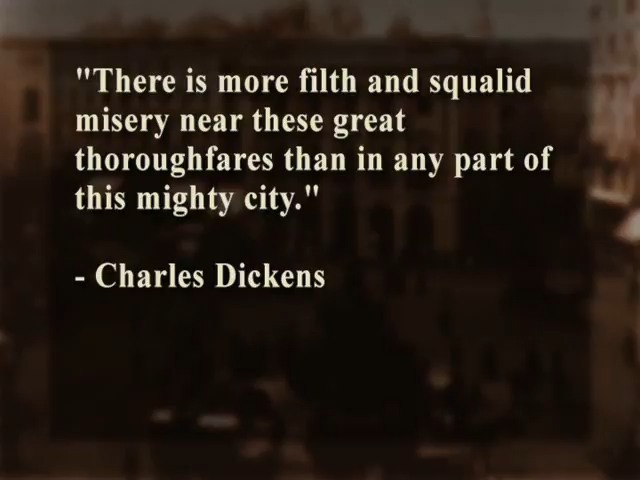 "There is more filth and squalid
misery near these great
thoroughfares than in any part of
this mighty city."
- Charles Dickens